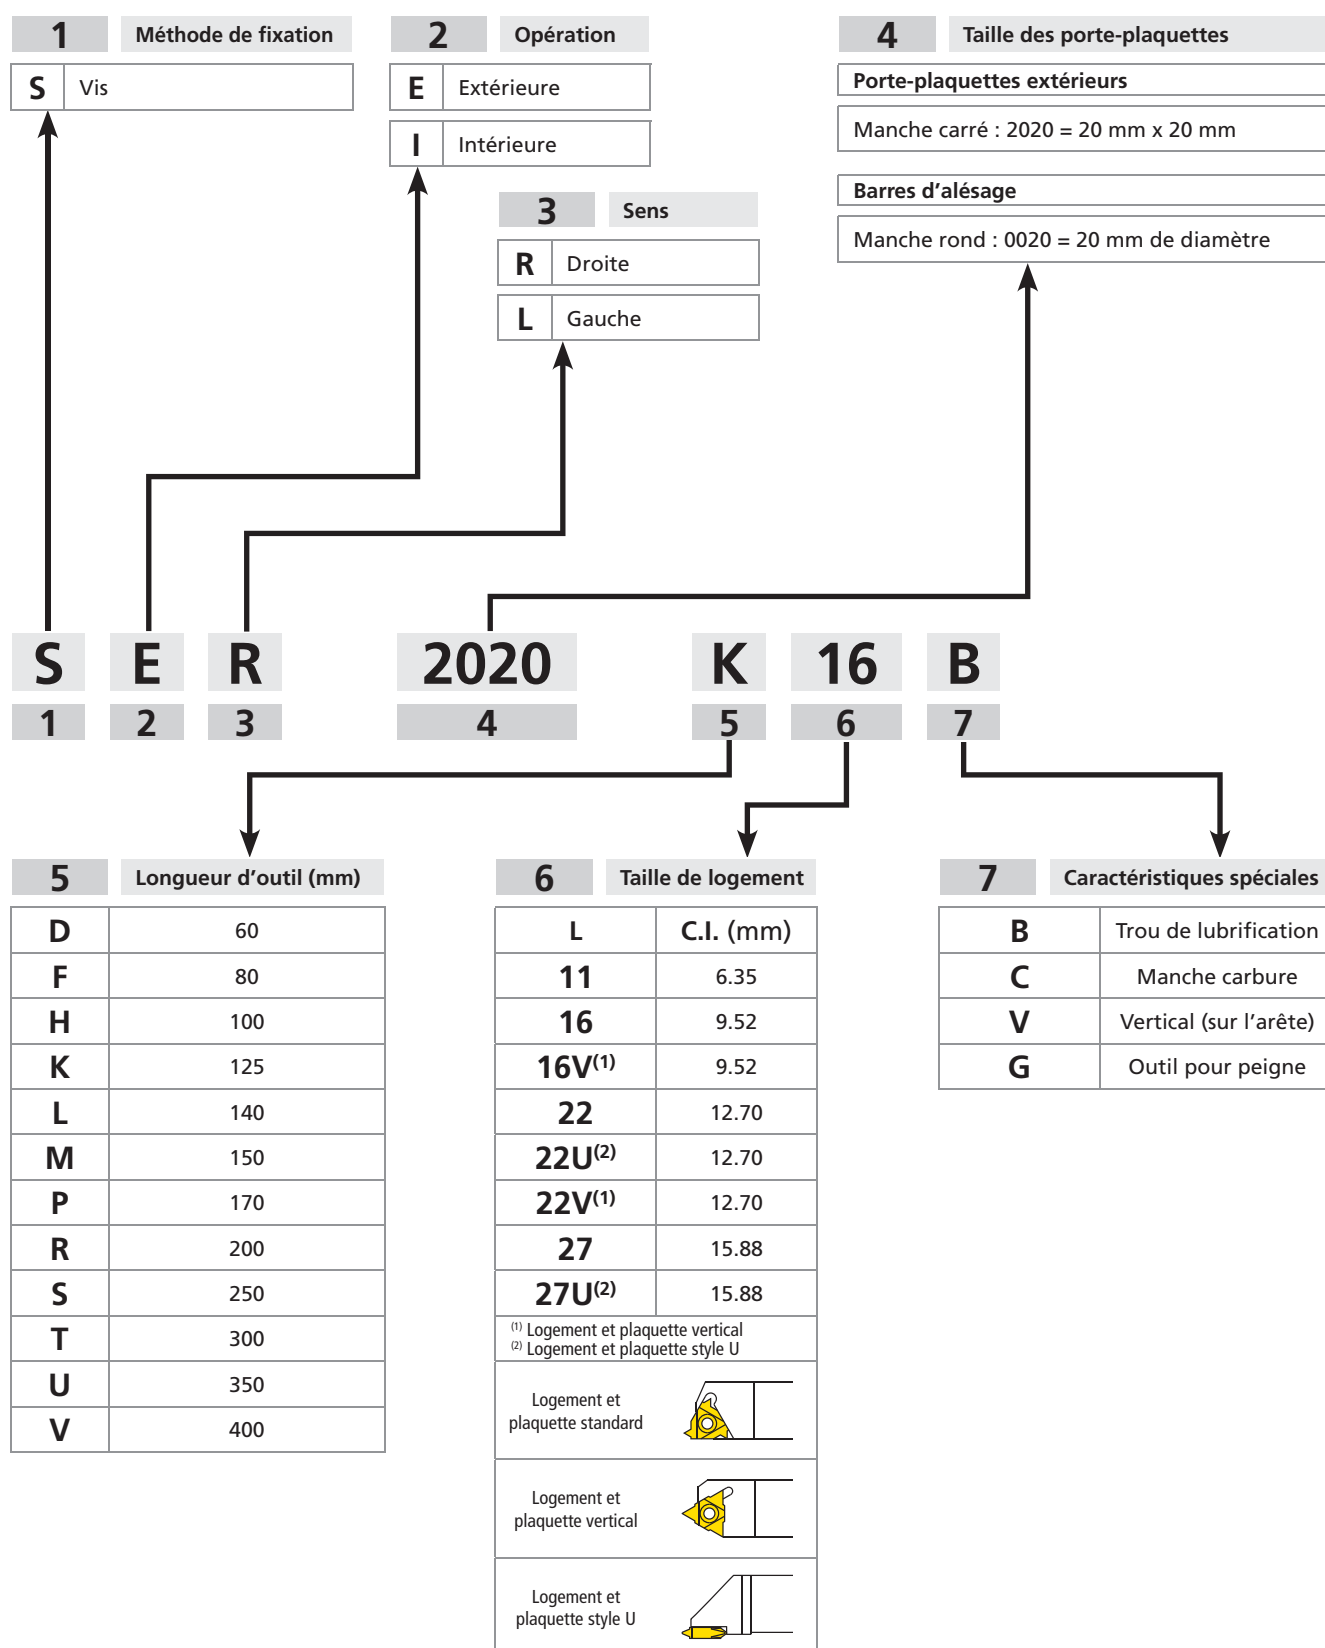 1 Méthode de fixation
S Vis
2 Opération
E Extérieure
I Intérieure
3 Sens
R Droite
L Gauche
4 Taille des porte-plaquettes
Porte-plaquettes extérieurs
Manche carré : 2020 = 20 mm x 20 mm
Barres d’alésage
Manche rond : 0020 = 20 mm de diamètre
S E R 2020 K 16 B
1 2 3 4 5 6 7
5 Longueur d’outil (mm)
D 60
F 80
H 100
K 125
L 140
M 150
P 170
R 200
S 250
T 300
U 350
V 400
6 Taille de logement
L C.I. (mm)
11 6.35
16 9.52
16V(1) 9.52
22 12.70
22U(2) 12.70
22V(1) 12.70
27 15.88
27U(2) 15.88
(1) Logement et plaquette vertical
(2) Logement et plaquette style U
Logement et
plaquette standard
Logement et
plaquette vertical
Logement et
plaquette style U
7 Caractéristiques spéciales
B Trou de lubrification
C Manche carbure
V Vertical (sur l’arête)
G Outil pour peigne